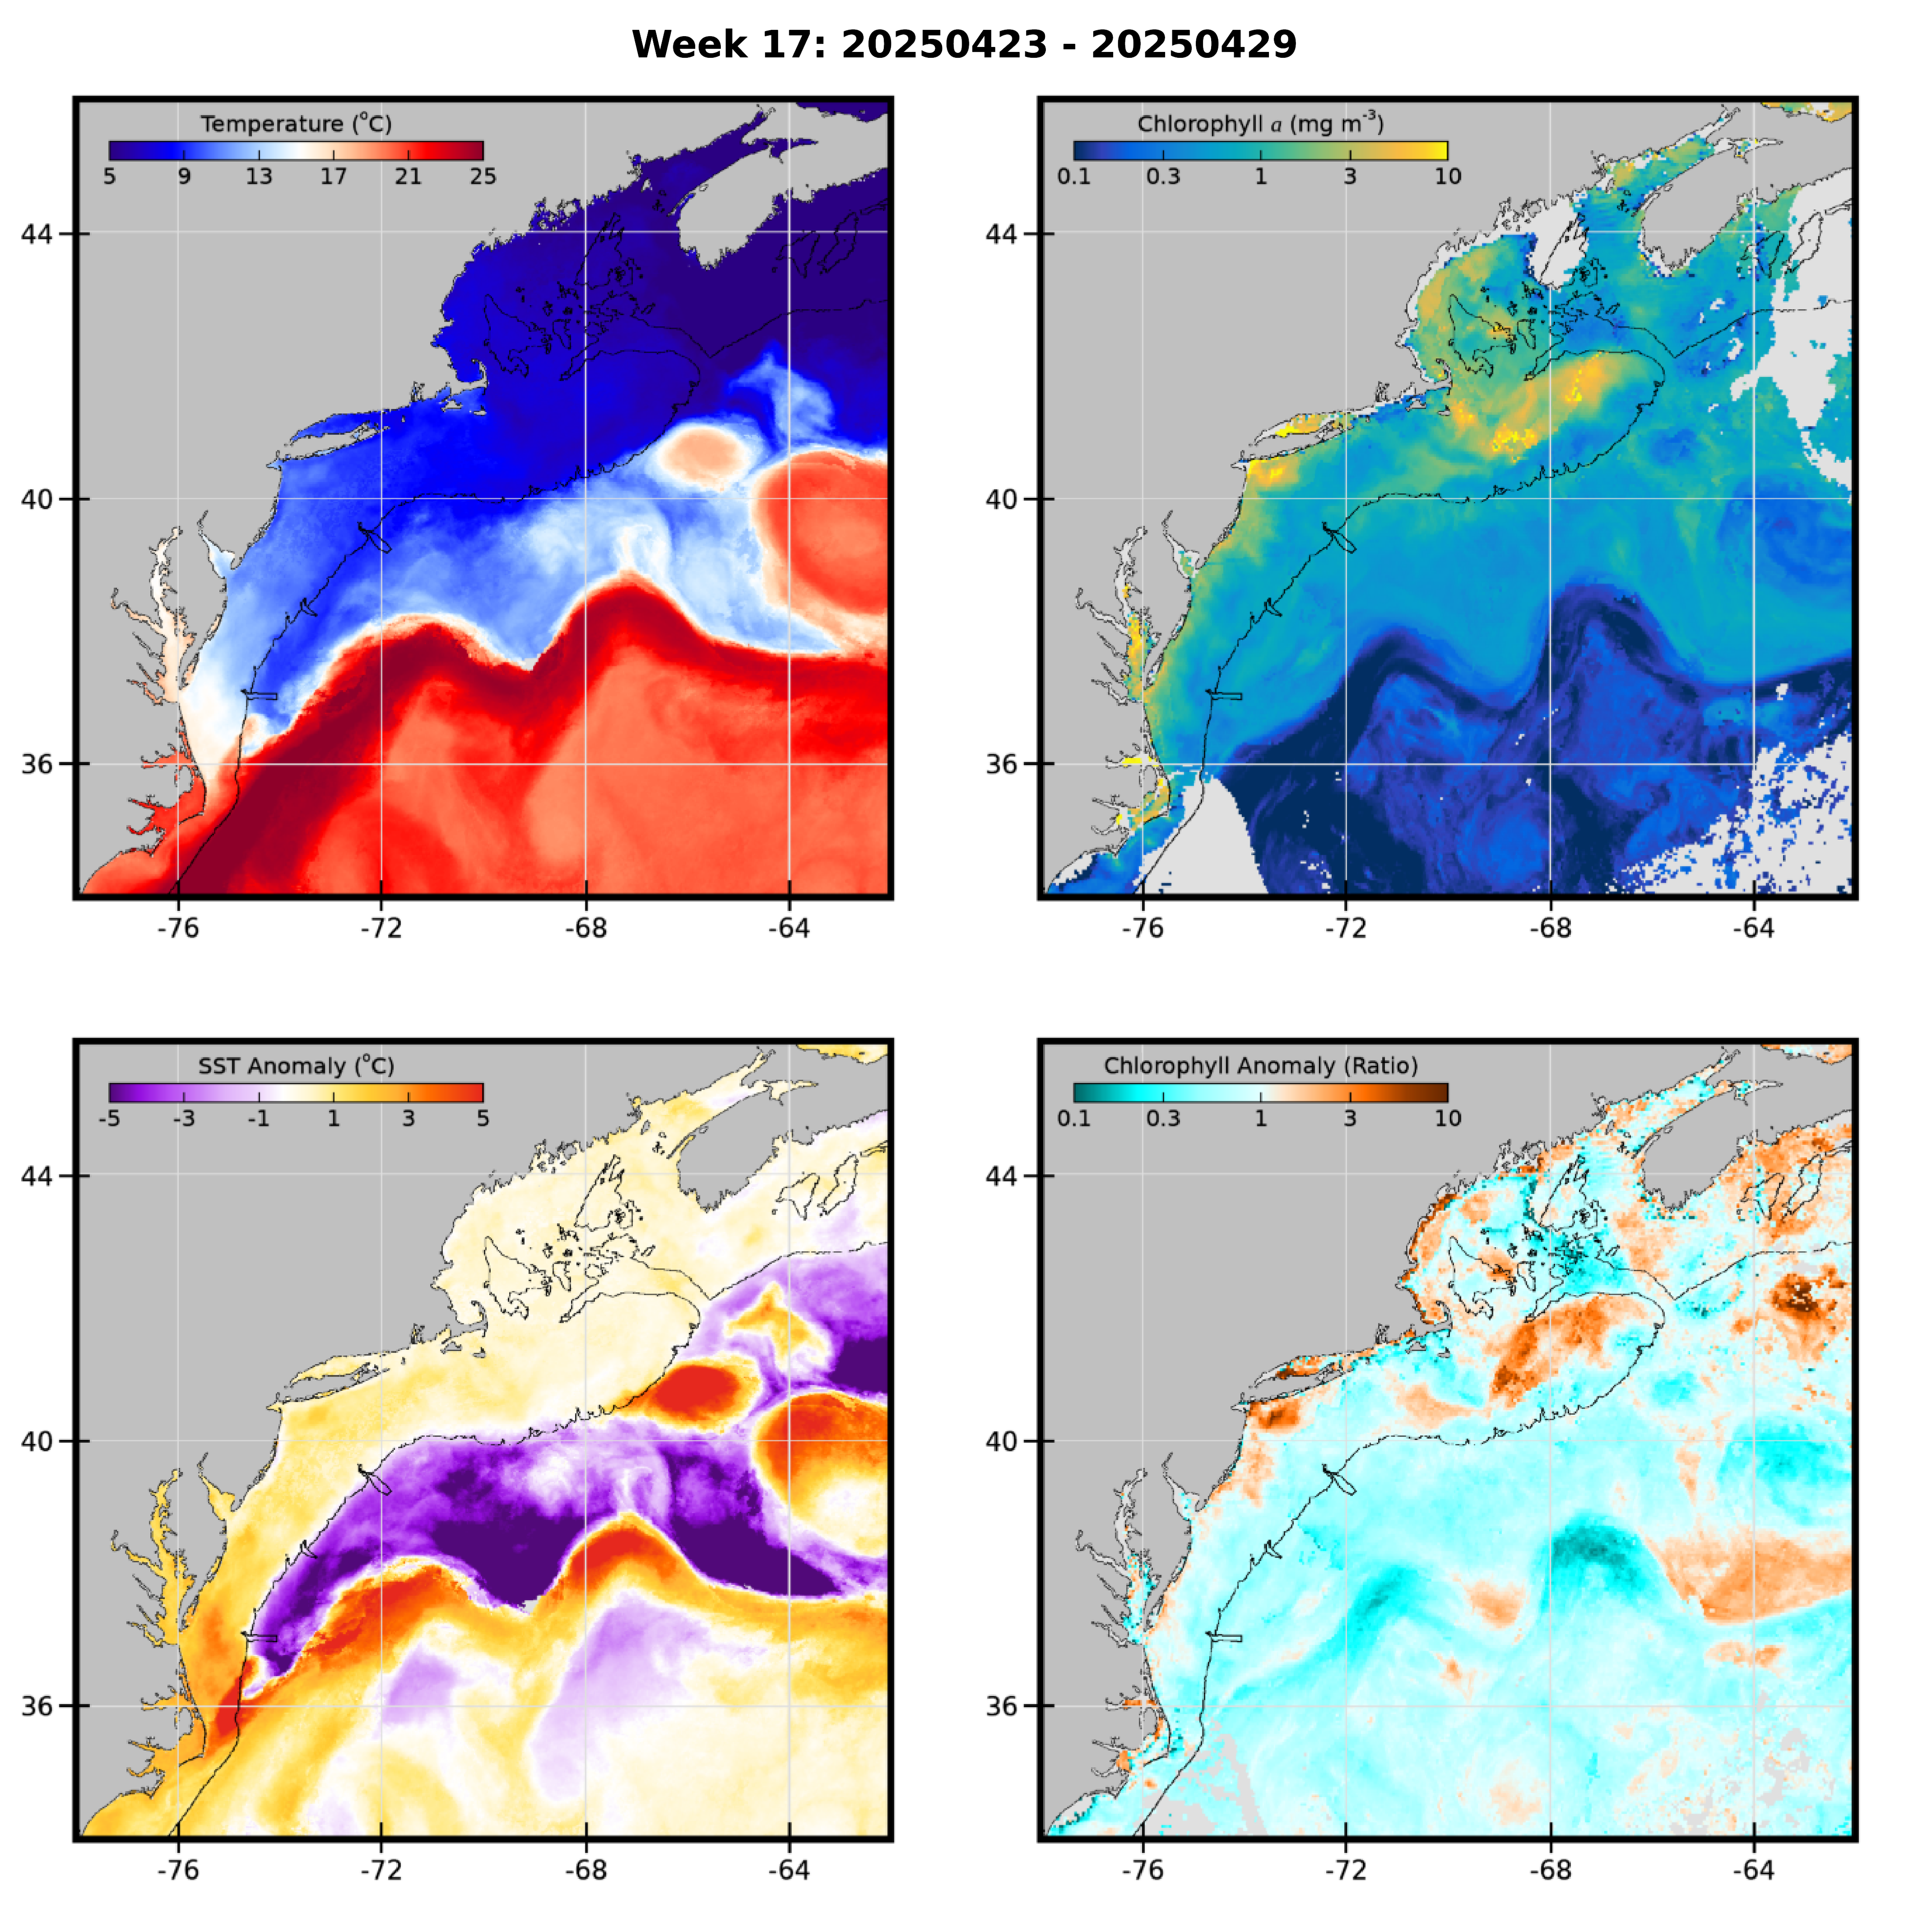 Week 17: 20250423 - 20250429
Temperature (°C)
5 9 13 17 21 25
44
40
36
-76 -72 -68 -64
Chlorophyll a (mg m⁻³)
0.1 0.3 1 3 10
44
40
36
-76 -72 -68 -64
SST Anomaly (°C)
-5 -3 -1 1 3 5
44
40
36
-76 -72 -68 -64
Chlorophyll Anomaly (Ratio)
0.1 0.3 1 3 10
44
40
36
-76 -72 -68 -64